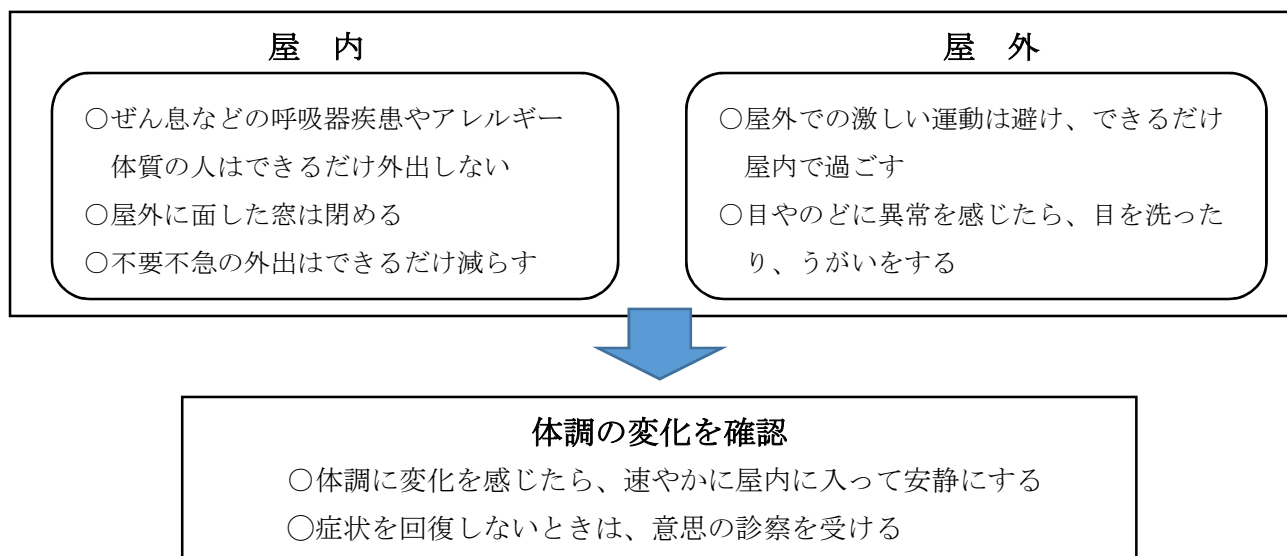 屋　内
○ぜん息などの呼吸器疾患やアレルギー
体質の人はできるだけ外出しない
○屋外に面した窓は閉める
○不要不急の外出はできるだけ減らす
屋　外
○屋外での激しい運動は避け、できるだけ
屋内で過ごす
○目やのどに異常を感じたら、目を洗った
り、うがいをする
体調の変化を確認
○体調に変化を感じたら、速やかに屋内に入って安静にする
○症状を回復しないときは、意思の診察を受ける